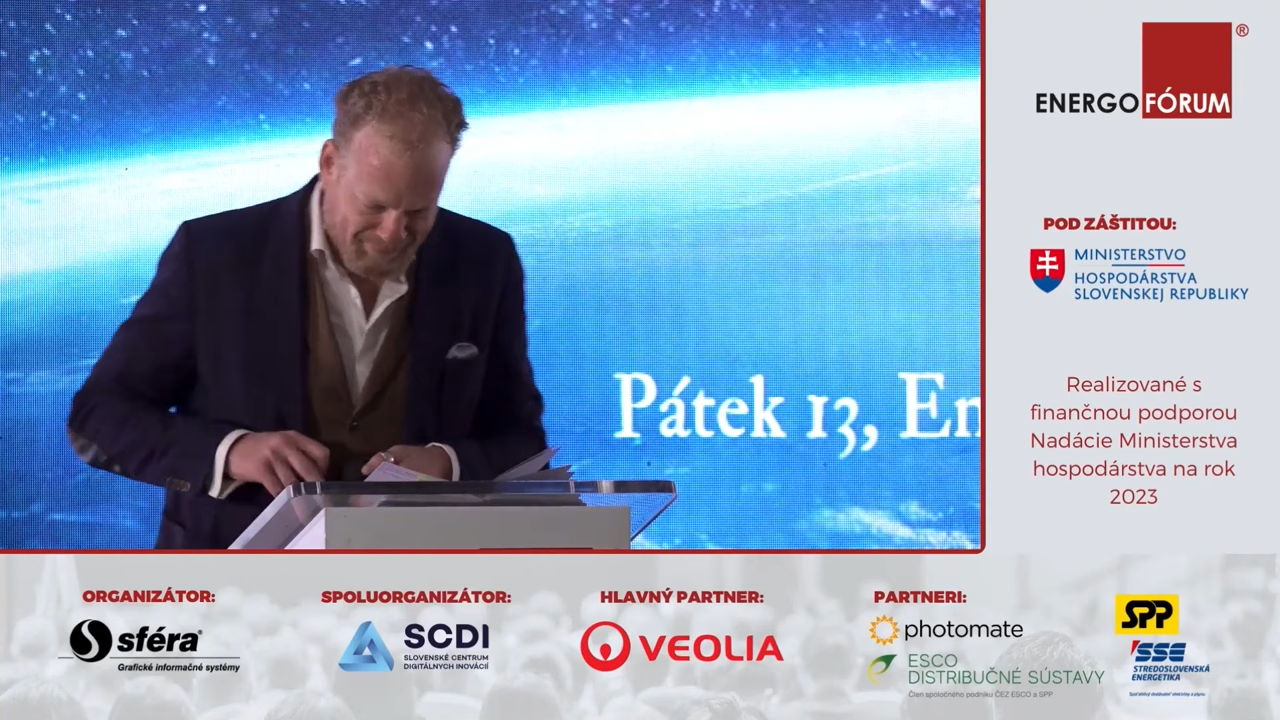 Pátek 13, En
ENERGOFÓRUM®
POD ZÁŠTITOU:
MINISTERSTVO
HOSPODÁRSTVA
SLOVENSKEJ REPUBLIKY
Realizované s
finančnou podporou
Nadácie Ministerstva
hospodárstva na rok
2023
ORGANIZÁTOR:
sféra®
Grafické informačné systémy
SPOLUORGANIZÁTOR:
SCDI
SLOVENSKÉ CENTRUM
DIGITÁLNYCH INOVÁCIÍ
HLAVNÝ PARTNER:
VEOLIA
PARTNERI:
photomate
ESCO
DISTRIBUČNÉ SÚSTAVY
Člen spoločného podniku ČEZ ESCO a SPP
SPP
SSE
STREDOSLOVENSKÁ
ENERGETIKA